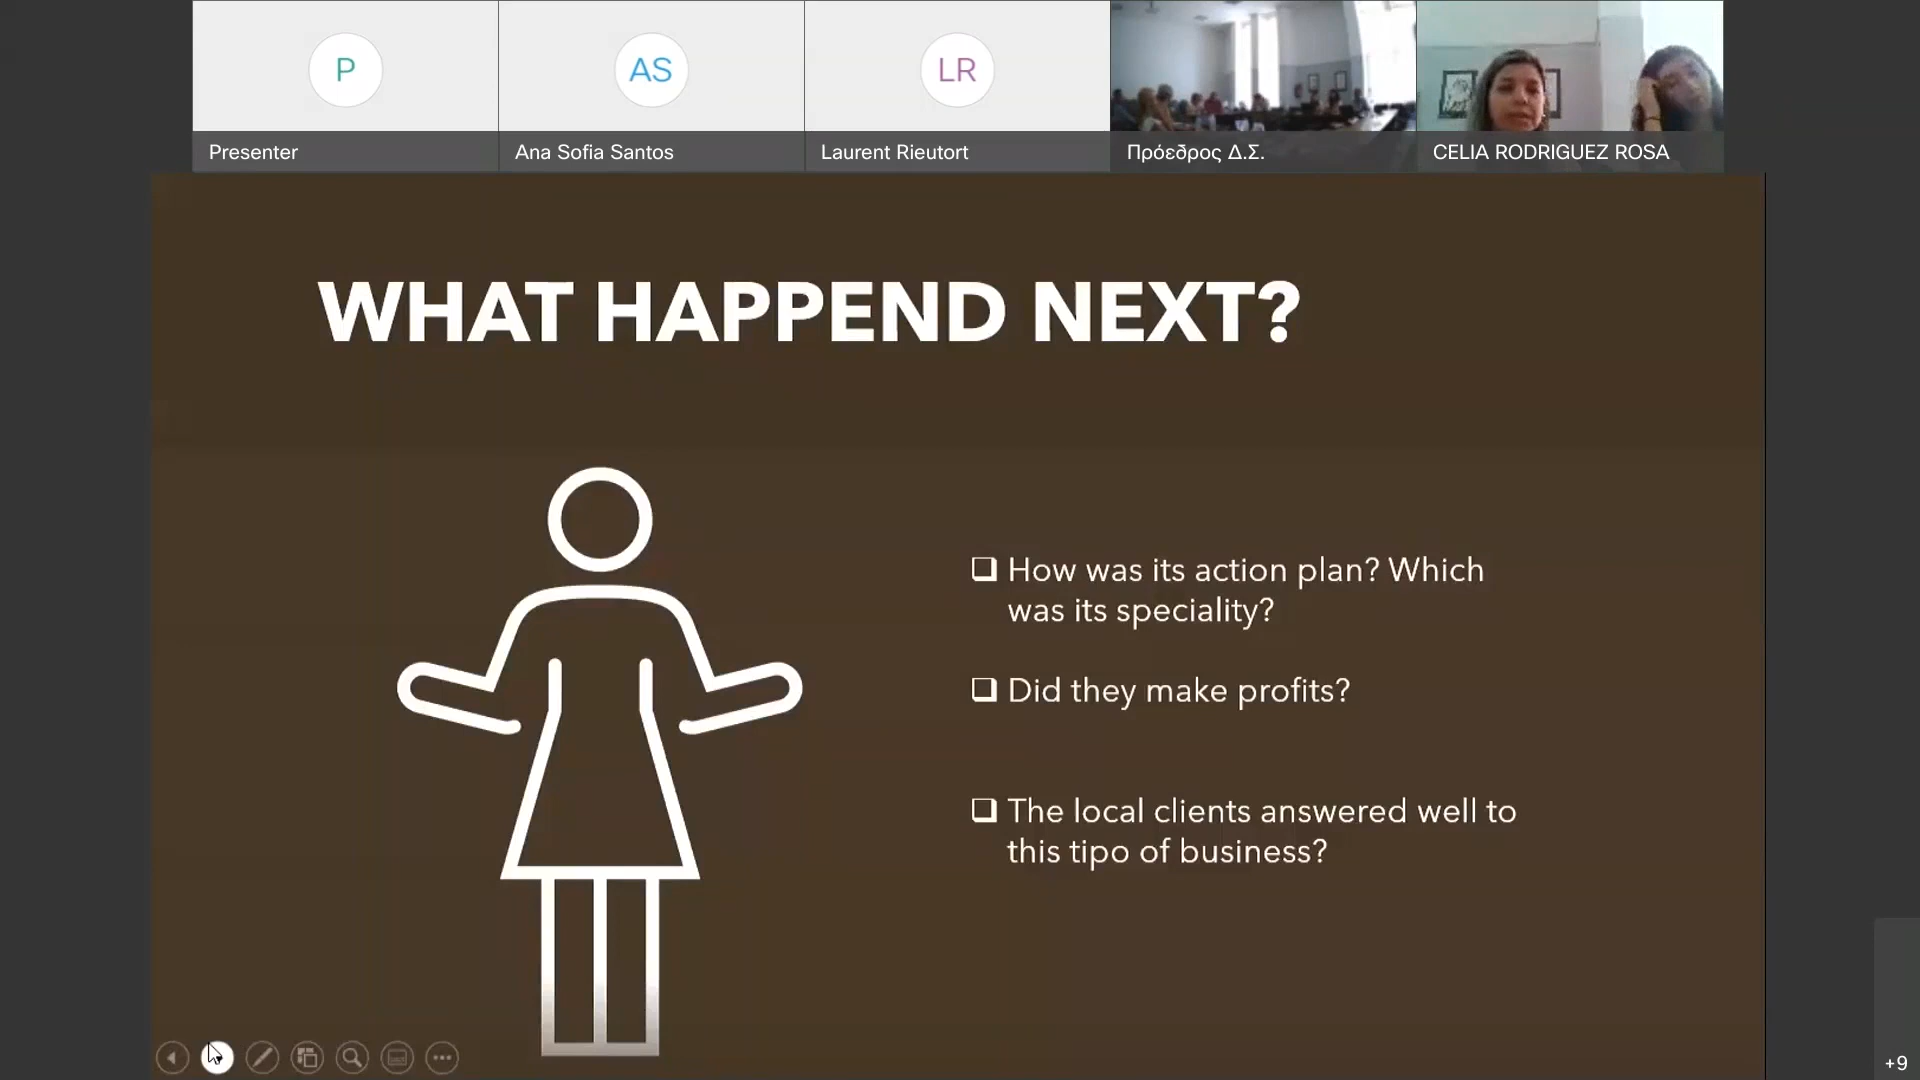 P
AS
LR
Presenter
Ana Sofia Santos
Laurent Rieutort
Πρόεδρος Δ.Σ.
CELIA RODRIGUEZ ROSA
WHAT HAPPEND NEXT?
How was its action plan? Which
was its speciality?
Did they make profits?
The local clients answered well to
this tipo of business?
+9